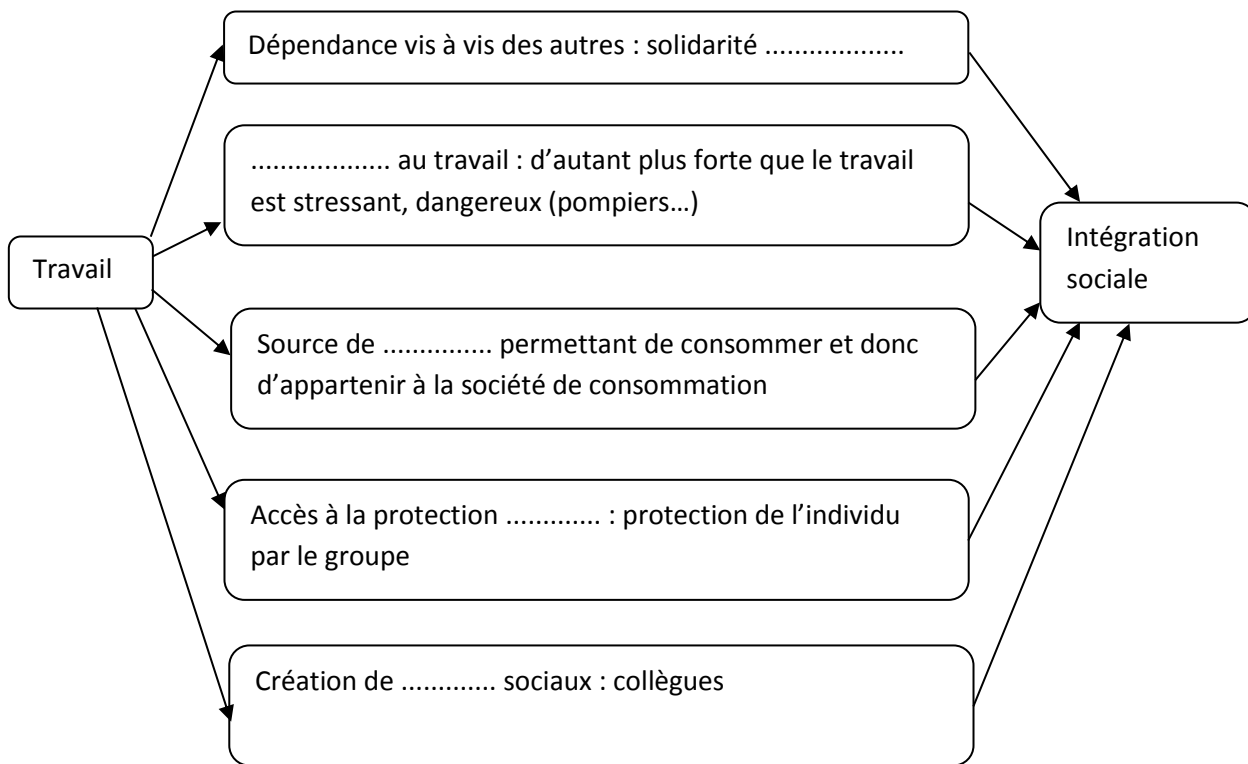 Dépendance vis à vis des autres : solidarité ...................
................... au travail : d’autant plus forte que le travail
est stressant, dangereux (pompiers…)
Travail
Intégration
sociale
Source de ............... permettant de consommer et donc
d’appartenir à la société de consommation
Accès à la protection ............. : protection de l’individu
par le groupe
Création de ............. sociaux : collègues